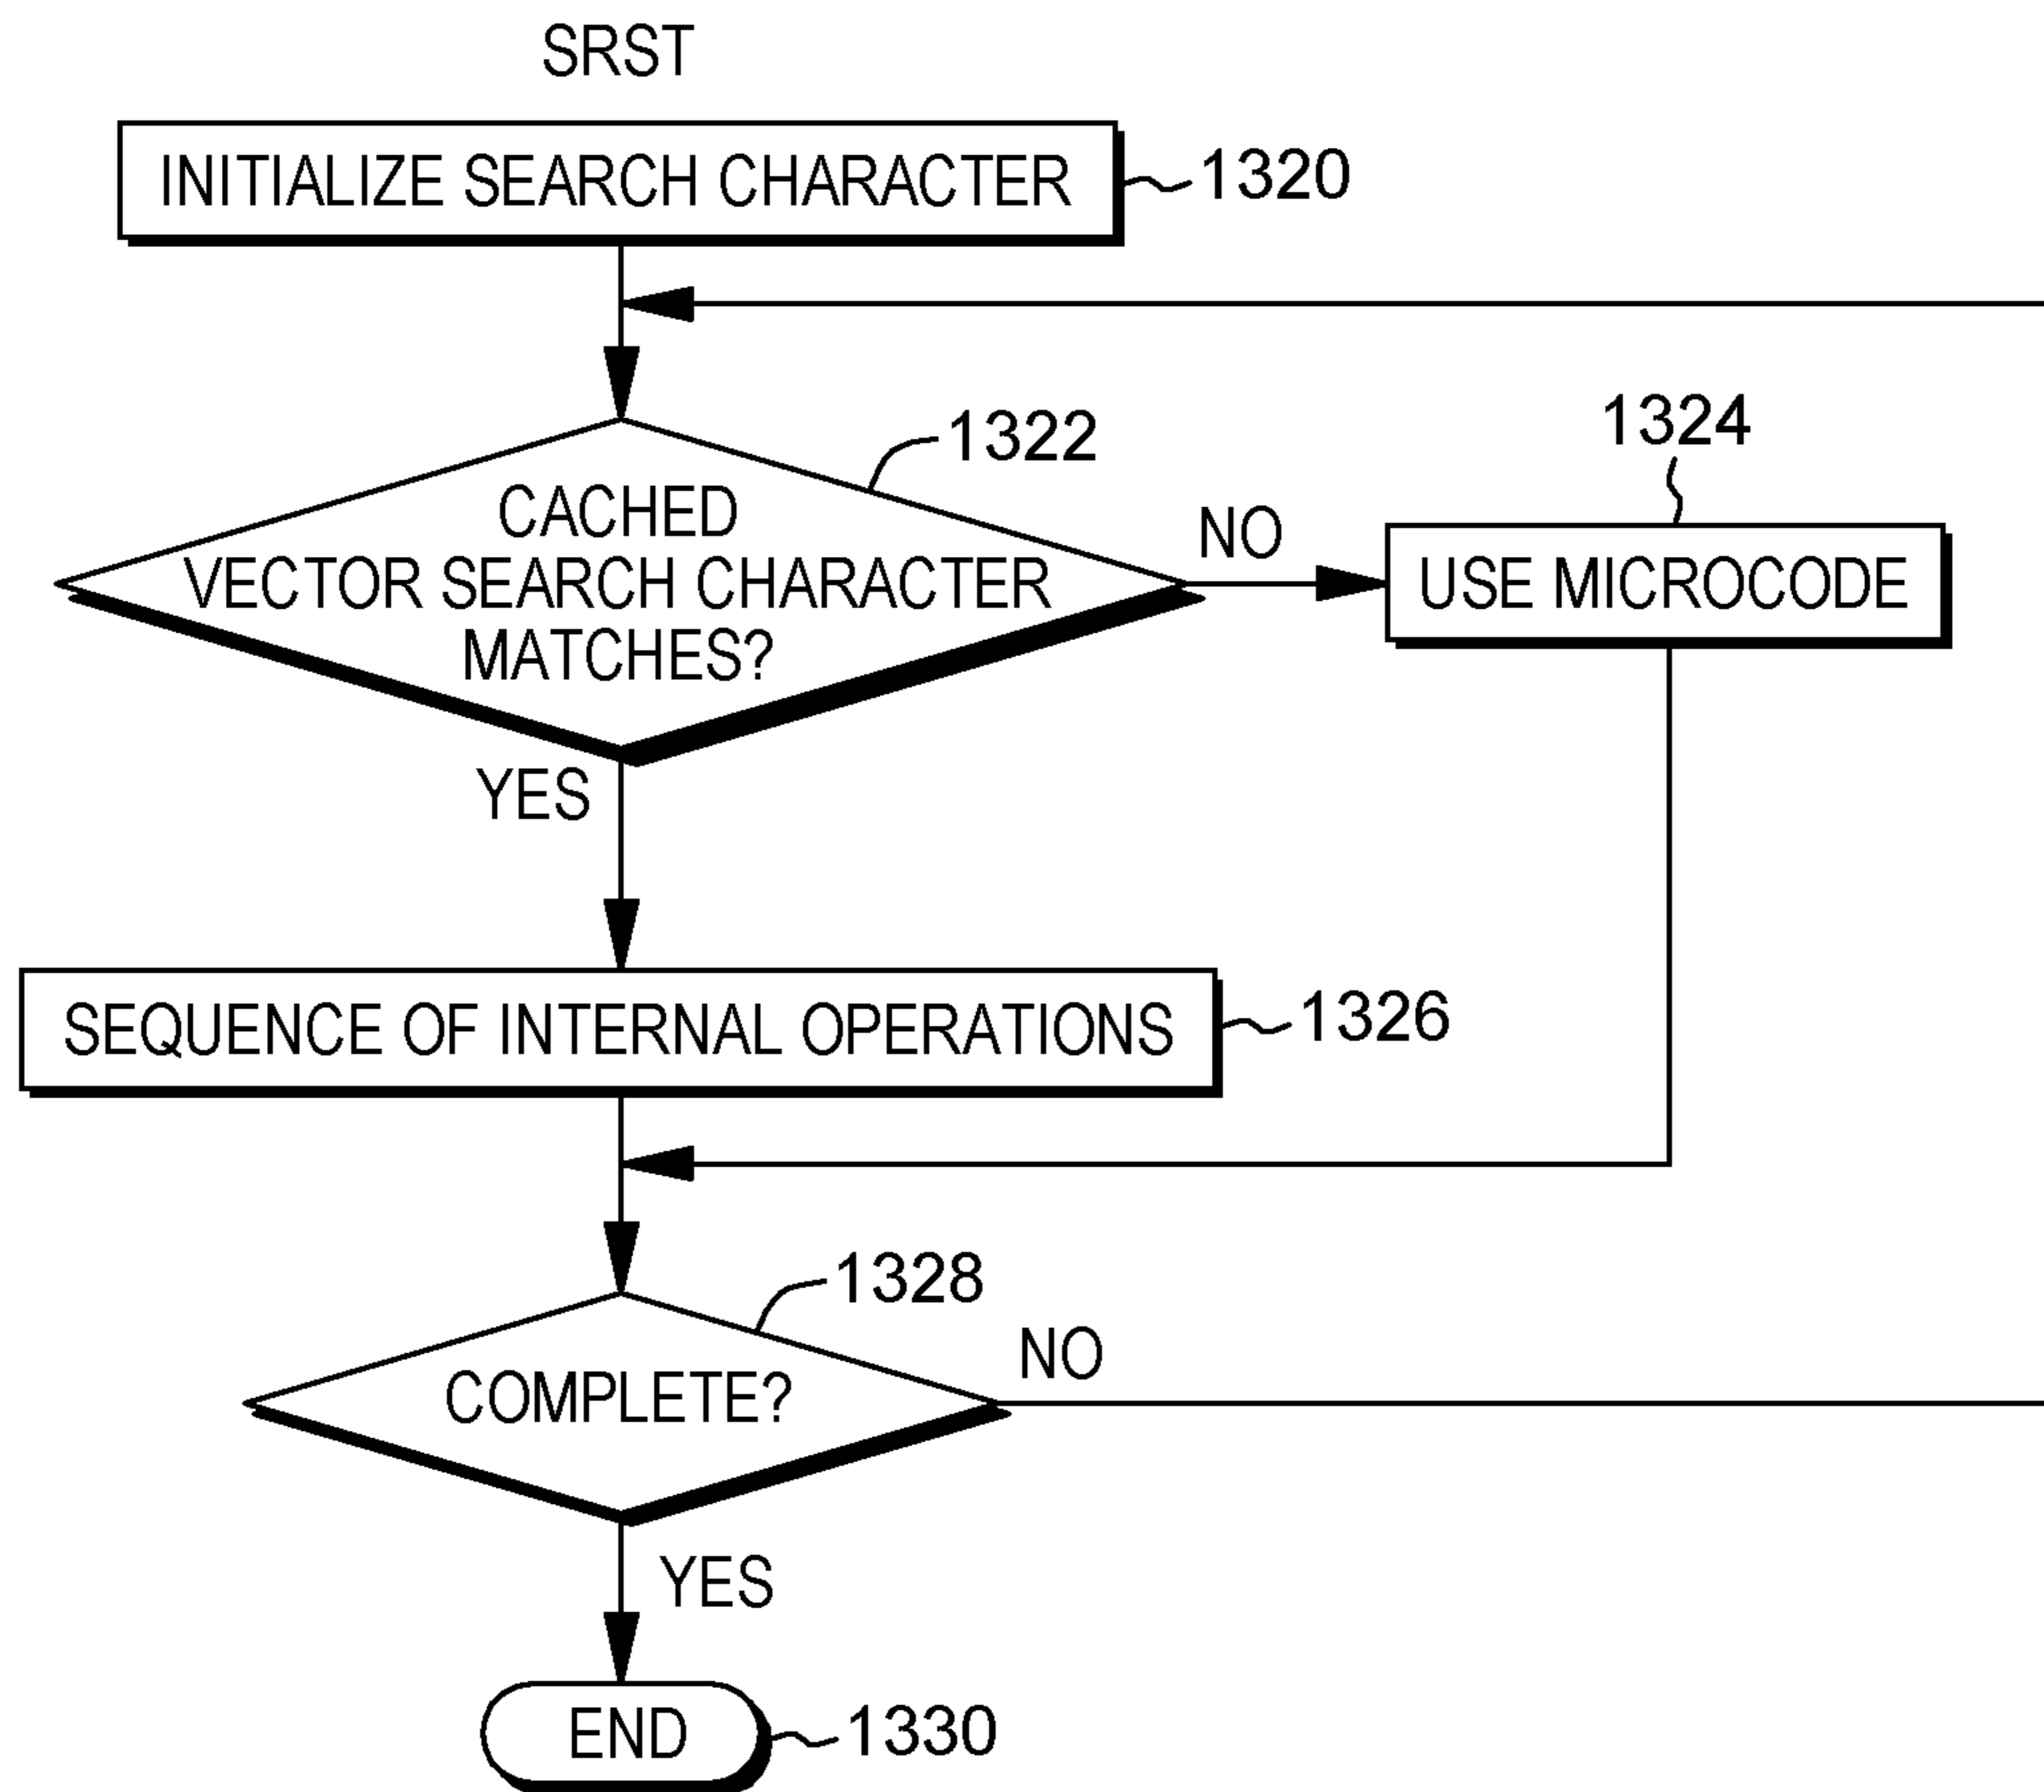 SRST
INITIALIZE SEARCH CHARACTER
1320
1322
CACHED
VECTOR SEARCH CHARACTER
MATCHES?
NO
1324
USE MICROCODE
YES
SEQUENCE OF INTERNAL OPERATIONS
1326
1328
COMPLETE?
NO
YES
END
1330